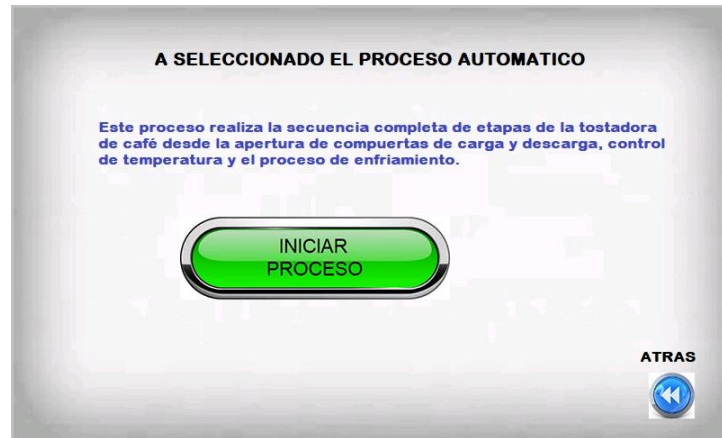 A SELECCIONADO EL PROCESO AUTOMATICO
Este proceso realiza la secuencia completa de etapas de la tostadora
de café desde la apertura de compuertas de carga y descarga, control
de temperatura y el proceso de enfriamiento.
INICIAR
PROCESO
ATRAS